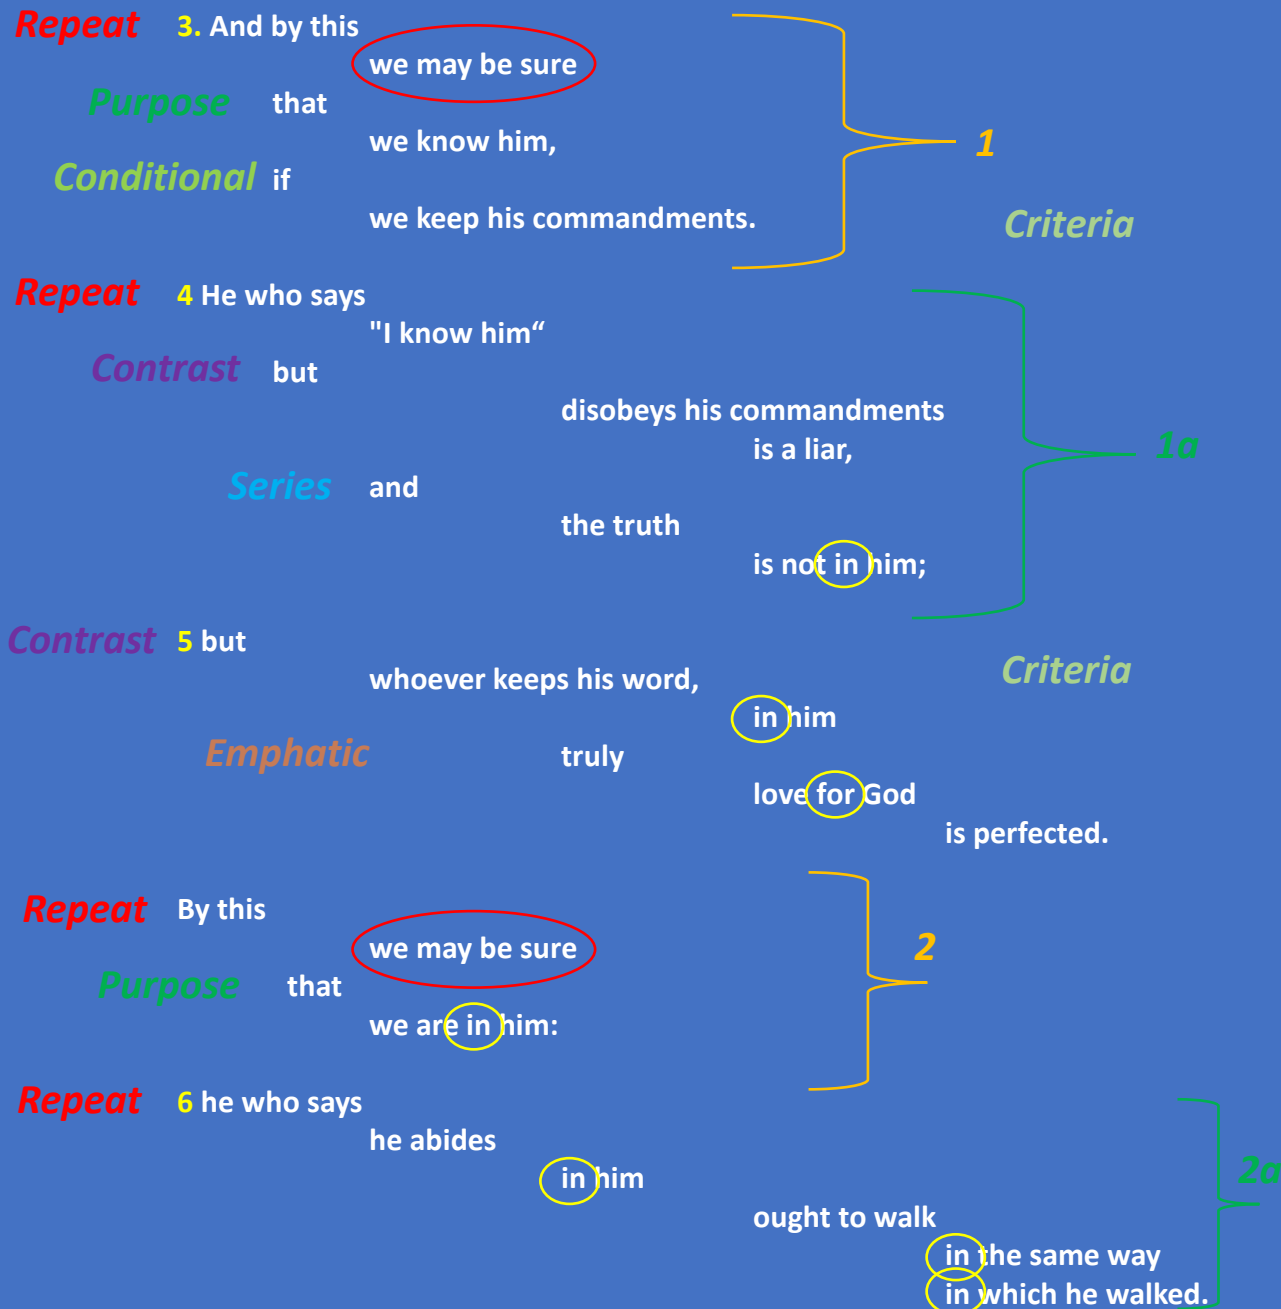 Repeat 3. And by this
we may be sure
Purpose that
we know him,
1
Conditional if
we keep his commandments.
Criteria
Repeat 4 He who says
"I know him“
Contrast but
disobeys his commandments
is a liar,
1a
Series and
the truth
is not in him;
Contrast 5 but
whoever keeps his word,
Criteria
in him
Emphatic truly
love for God
is perfected.
Repeat By this
we may be sure
2
Purpose that
we are in him:
Repeat 6 he who says
he abides
in him
2a
ought to walk
in the same way
in which he walked.